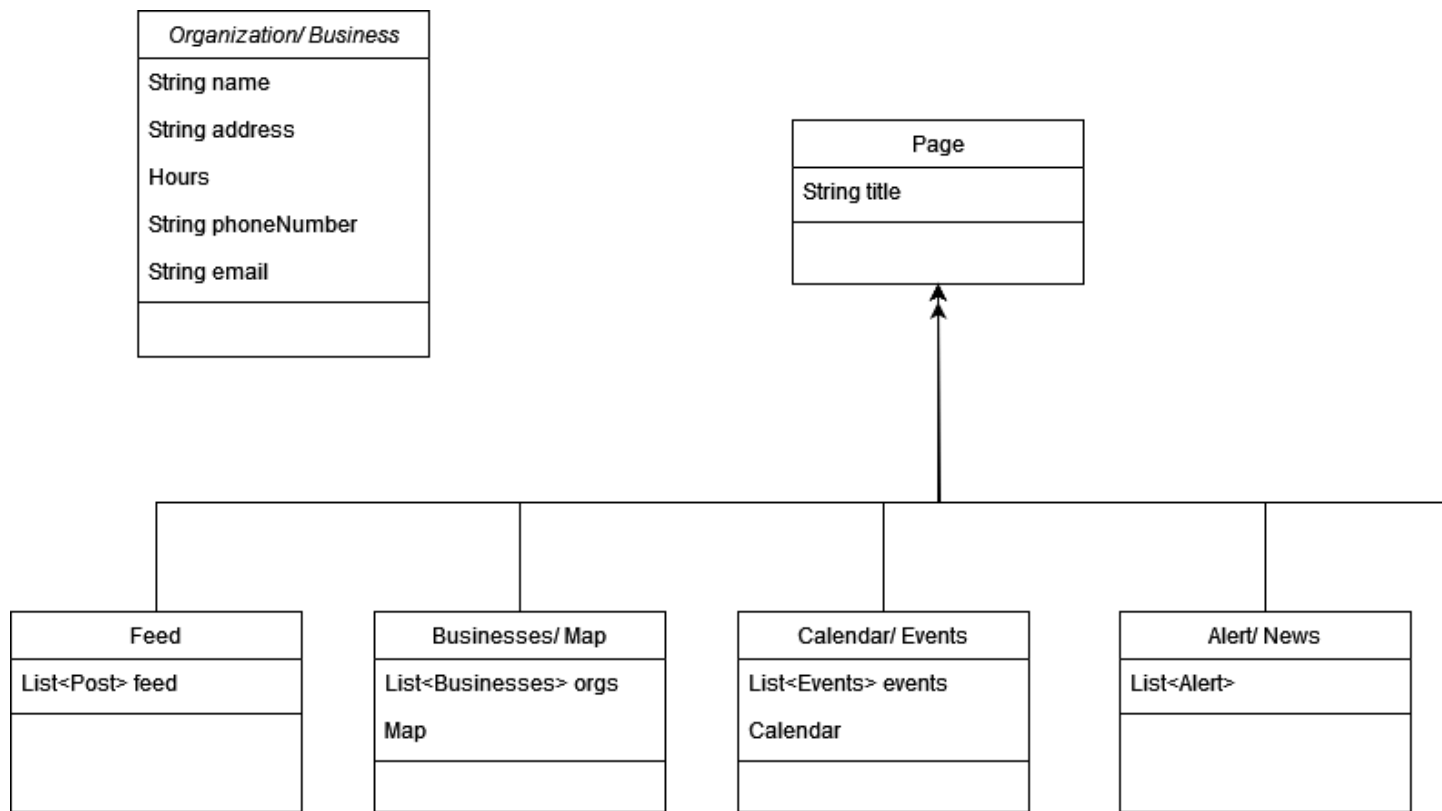 Organization/ Business
String name
String address
Hours
String phoneNumber
String email
Page
String title
Feed
List<Post> feed
Businesses/ Map
List<Businesses> orgs
Map
Calendar/ Events
List<Events> events
Calendar
Alert/ News
List<Alert>